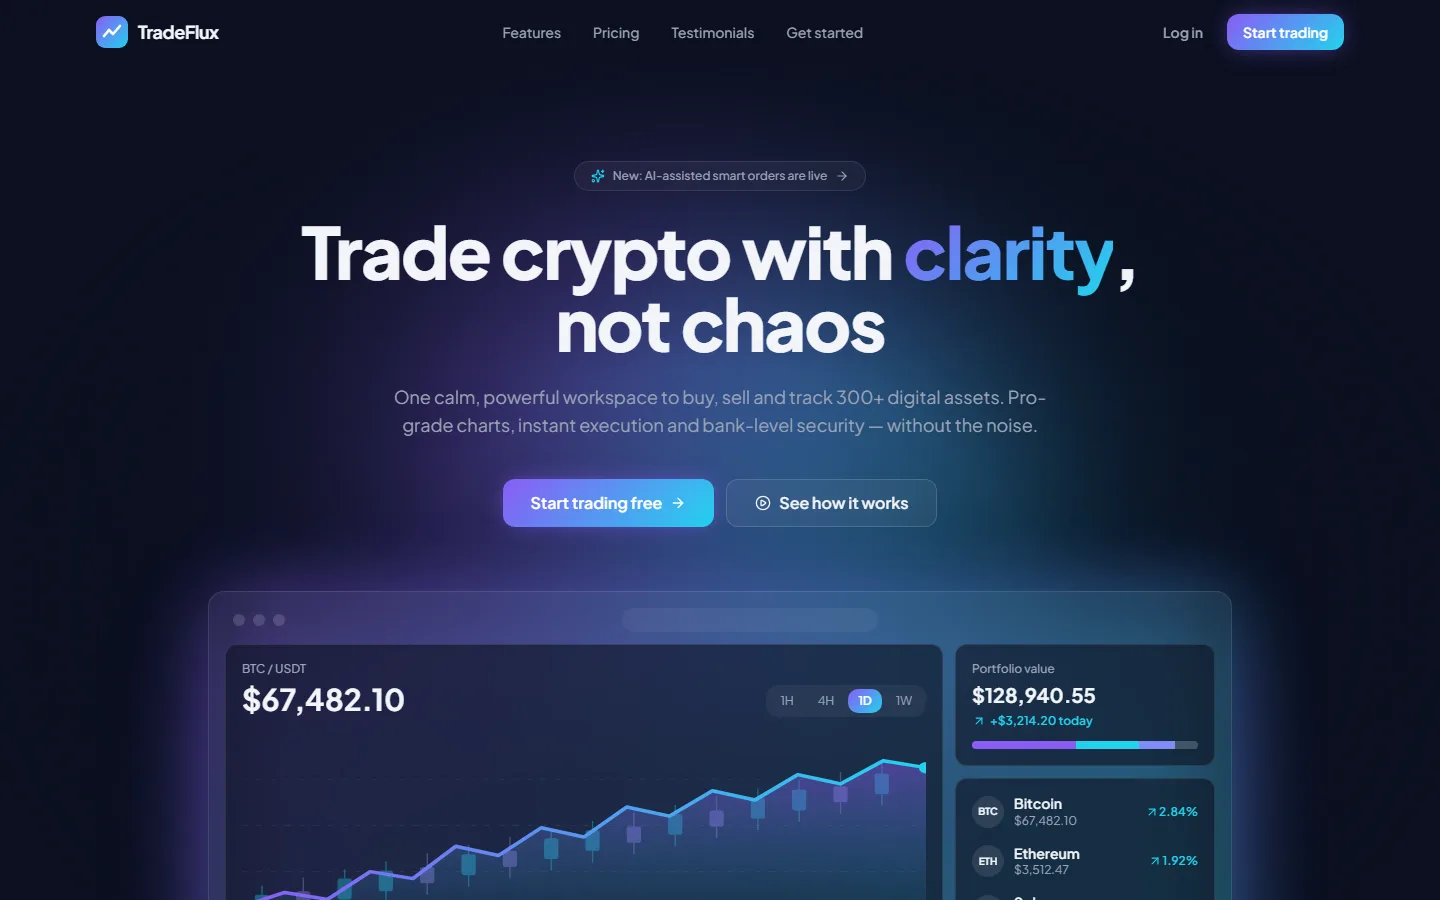 TradeFlux
Features
Pricing
Testimonials
Get started
Log in
Start trading
New: AI-assisted smart orders are live
Trade crypto with clarity,
not chaos
One calm, powerful workspace to buy, sell and track 300+ digital assets. Pro-
grade charts, instant execution and bank-level security — without the noise.
Start trading free
See how it works
BTC / USDT
$67,482.10
1H
4H
1D
1W
Portfolio value
$128,940.55
+$3,214.20 today
BTC
Bitcoin
$67,482.10
2.84%
ETH
Ethereum
$3,512.47
1.92%